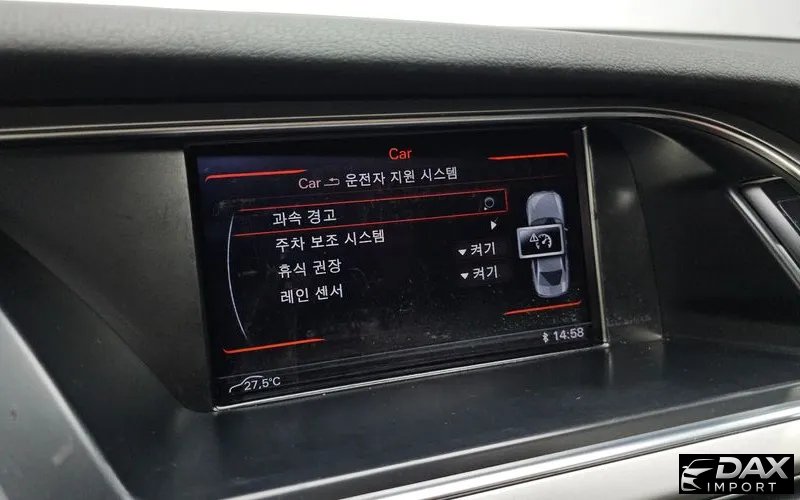 Car
Car 운전자 지원 시스템
과속 경고
주차 보조 시스템
휴식 권장 켜기
레인 센서 켜기
14:58
27,5°C
DAX
IMPORT